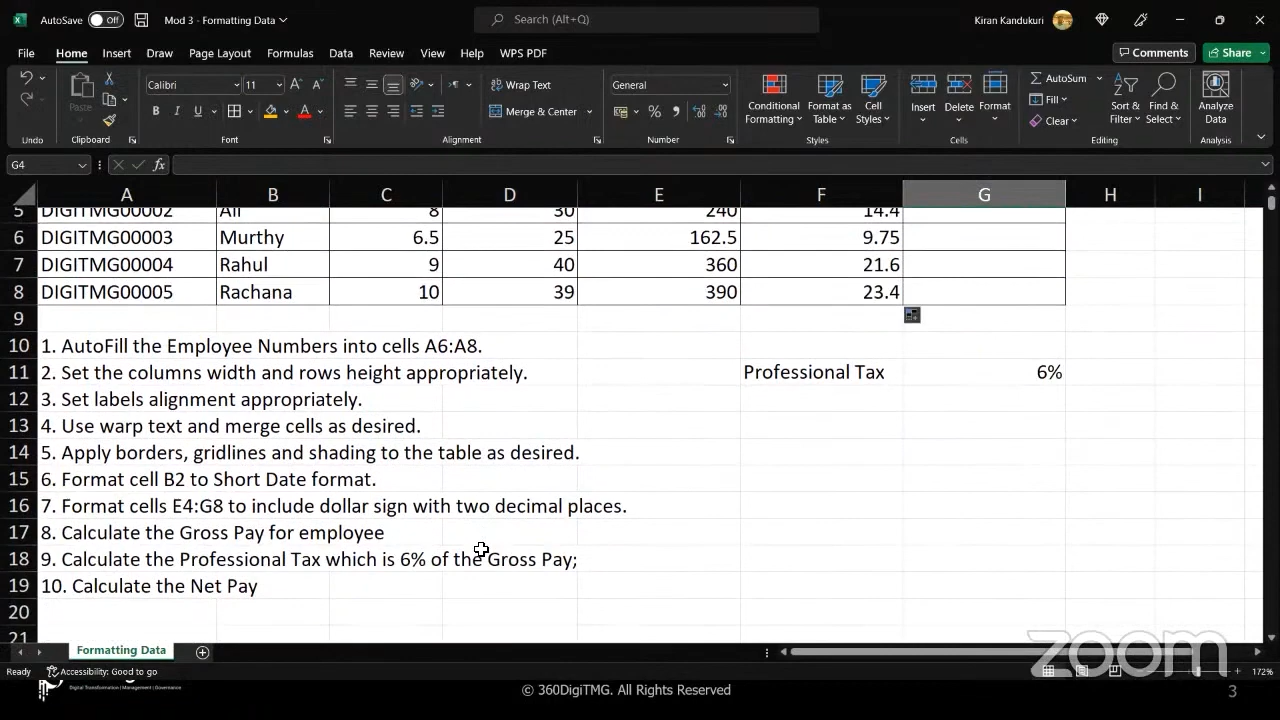 AutoSave Off Mod 3 - Formatting Data Search (Alt+Q) Kiran Kandukuri
File Home Insert Draw Page Layout Formulas Data Review View Help WPS PDF Comments Share
Calibri 11 Wrap Text General AutoSum
Paste B I U Merge & Center Conditional Formatting Format as Table Cell Styles Insert Delete Format Fill Sort & Filter Find & Select Analyze Data
Clear
Undo Clipboard Font Alignment Number Styles Cells Editing Analysis
G4 fx
A B C D E F G H I
5 DIGITMG00002 Ali 8 30 240 14.4
6 DIGITMG00003 Murthy 6.5 25 162.5 9.75
7 DIGITMG00004 Rahul 9 40 360 21.6
8 DIGITMG00005 Rachana 10 39 390 23.4
9
10 1. AutoFill the Employee Numbers into cells A6:A8.
11 2. Set the columns width and rows height appropriately. Professional Tax 6%
12 3. Set labels alignment appropriately.
13 4. Use warp text and merge cells as desired.
14 5. Apply borders, gridlines and shading to the table as desired.
15 6. Format cell B2 to Short Date format.
16 7. Format cells E4:G8 to include dollar sign with two decimal places.
17 8. Calculate the Gross Pay for employee
18 9. Calculate the Professional Tax which is 6% of the Gross Pay;
19 10. Calculate the Net Pay
20
21
Formatting Data
zoom
Ready Accessibility: Good to go 172%
Digital Transformation | Management | Governance
© 360DigiTMG. All Rights Reserved 3